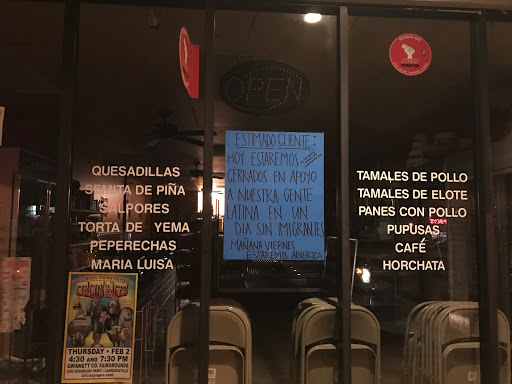 OPEN
ESTIMADO CLIENTE:
HOY ESTAREMOS
CERRADOS EN APOYO
A NUESTRA GENTE
LATINA EN UN
DIA SIN MIGRANTES
MAÑANA VIERNES
ESTAREMOS ABIERTOS
QUESADILLAS
SEMITA DE PIÑA
SALPORES
TORTA DE YEMA
PEPERECHAS
MARIA LUISA
TAMALES DE POLLO
TAMALES DE ELOTE
PANES CON POLLO
PUPUSAS
CAFÉ
HORCHATA
THURSDAY • FEB 2
4:30 AND 7:30 PM
GWINNETT CO. FAIRGROUNDS